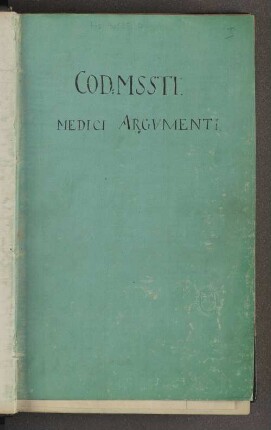 COD. MSSTI.
MEDICI ARGVMENTI
I